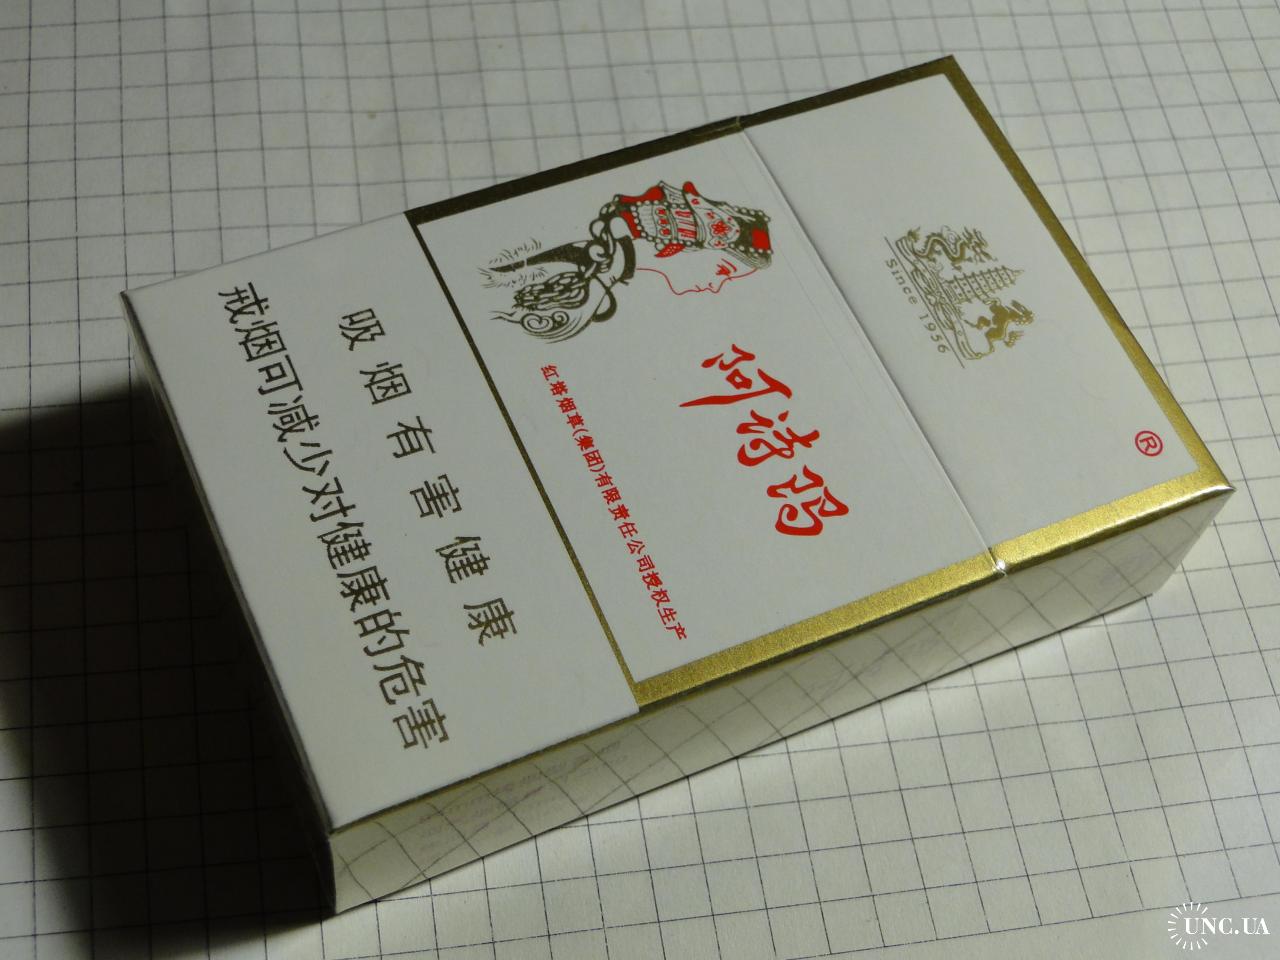 Since 1956
®
阿诗玛
红塔烟草(集团)有限责任公司授权生产
吸烟有害健康
戒烟可减少对健康的危害
UNC.UA